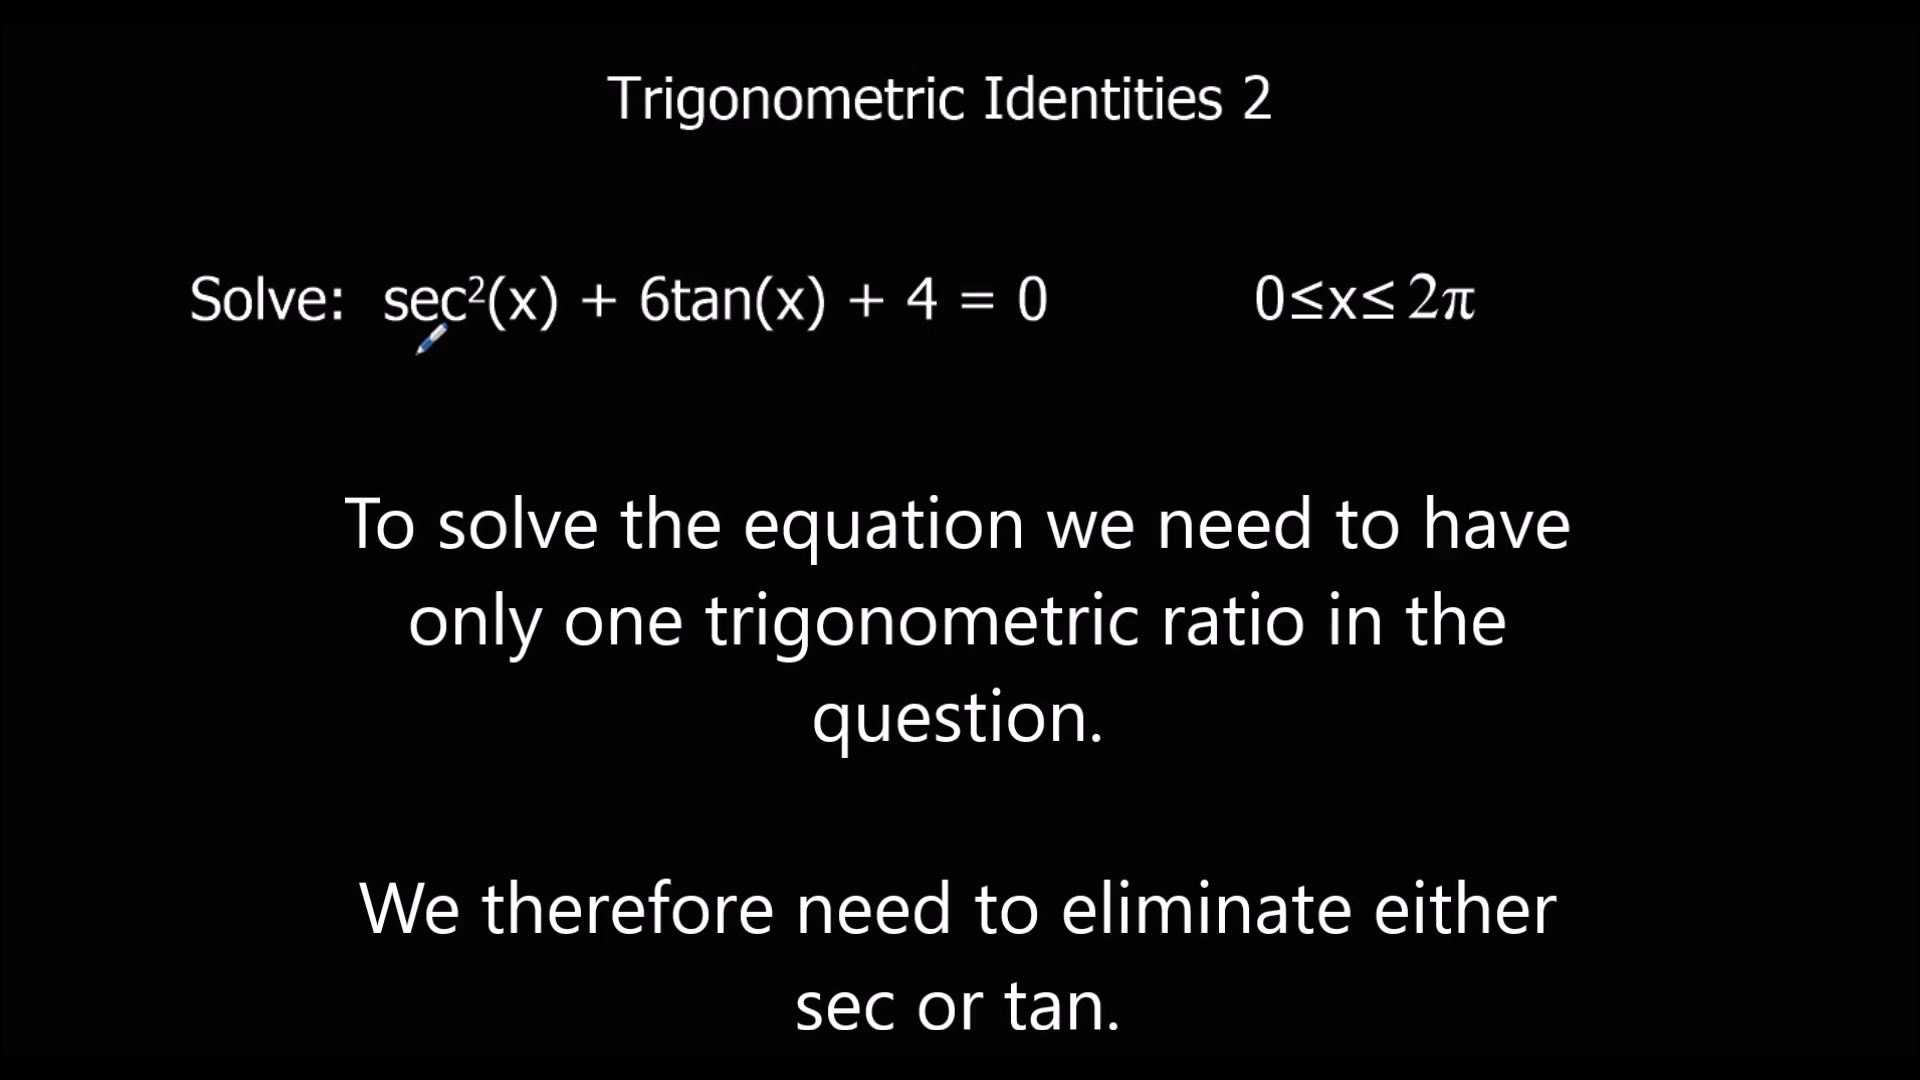 Trigonometric Identities 2
Solve: sec²(x) + 6tan(x) + 4 = 0 0≤x≤ 2π
To solve the equation we need to have
only one trigonometric ratio in the
question.
We therefore need to eliminate either
sec or tan.